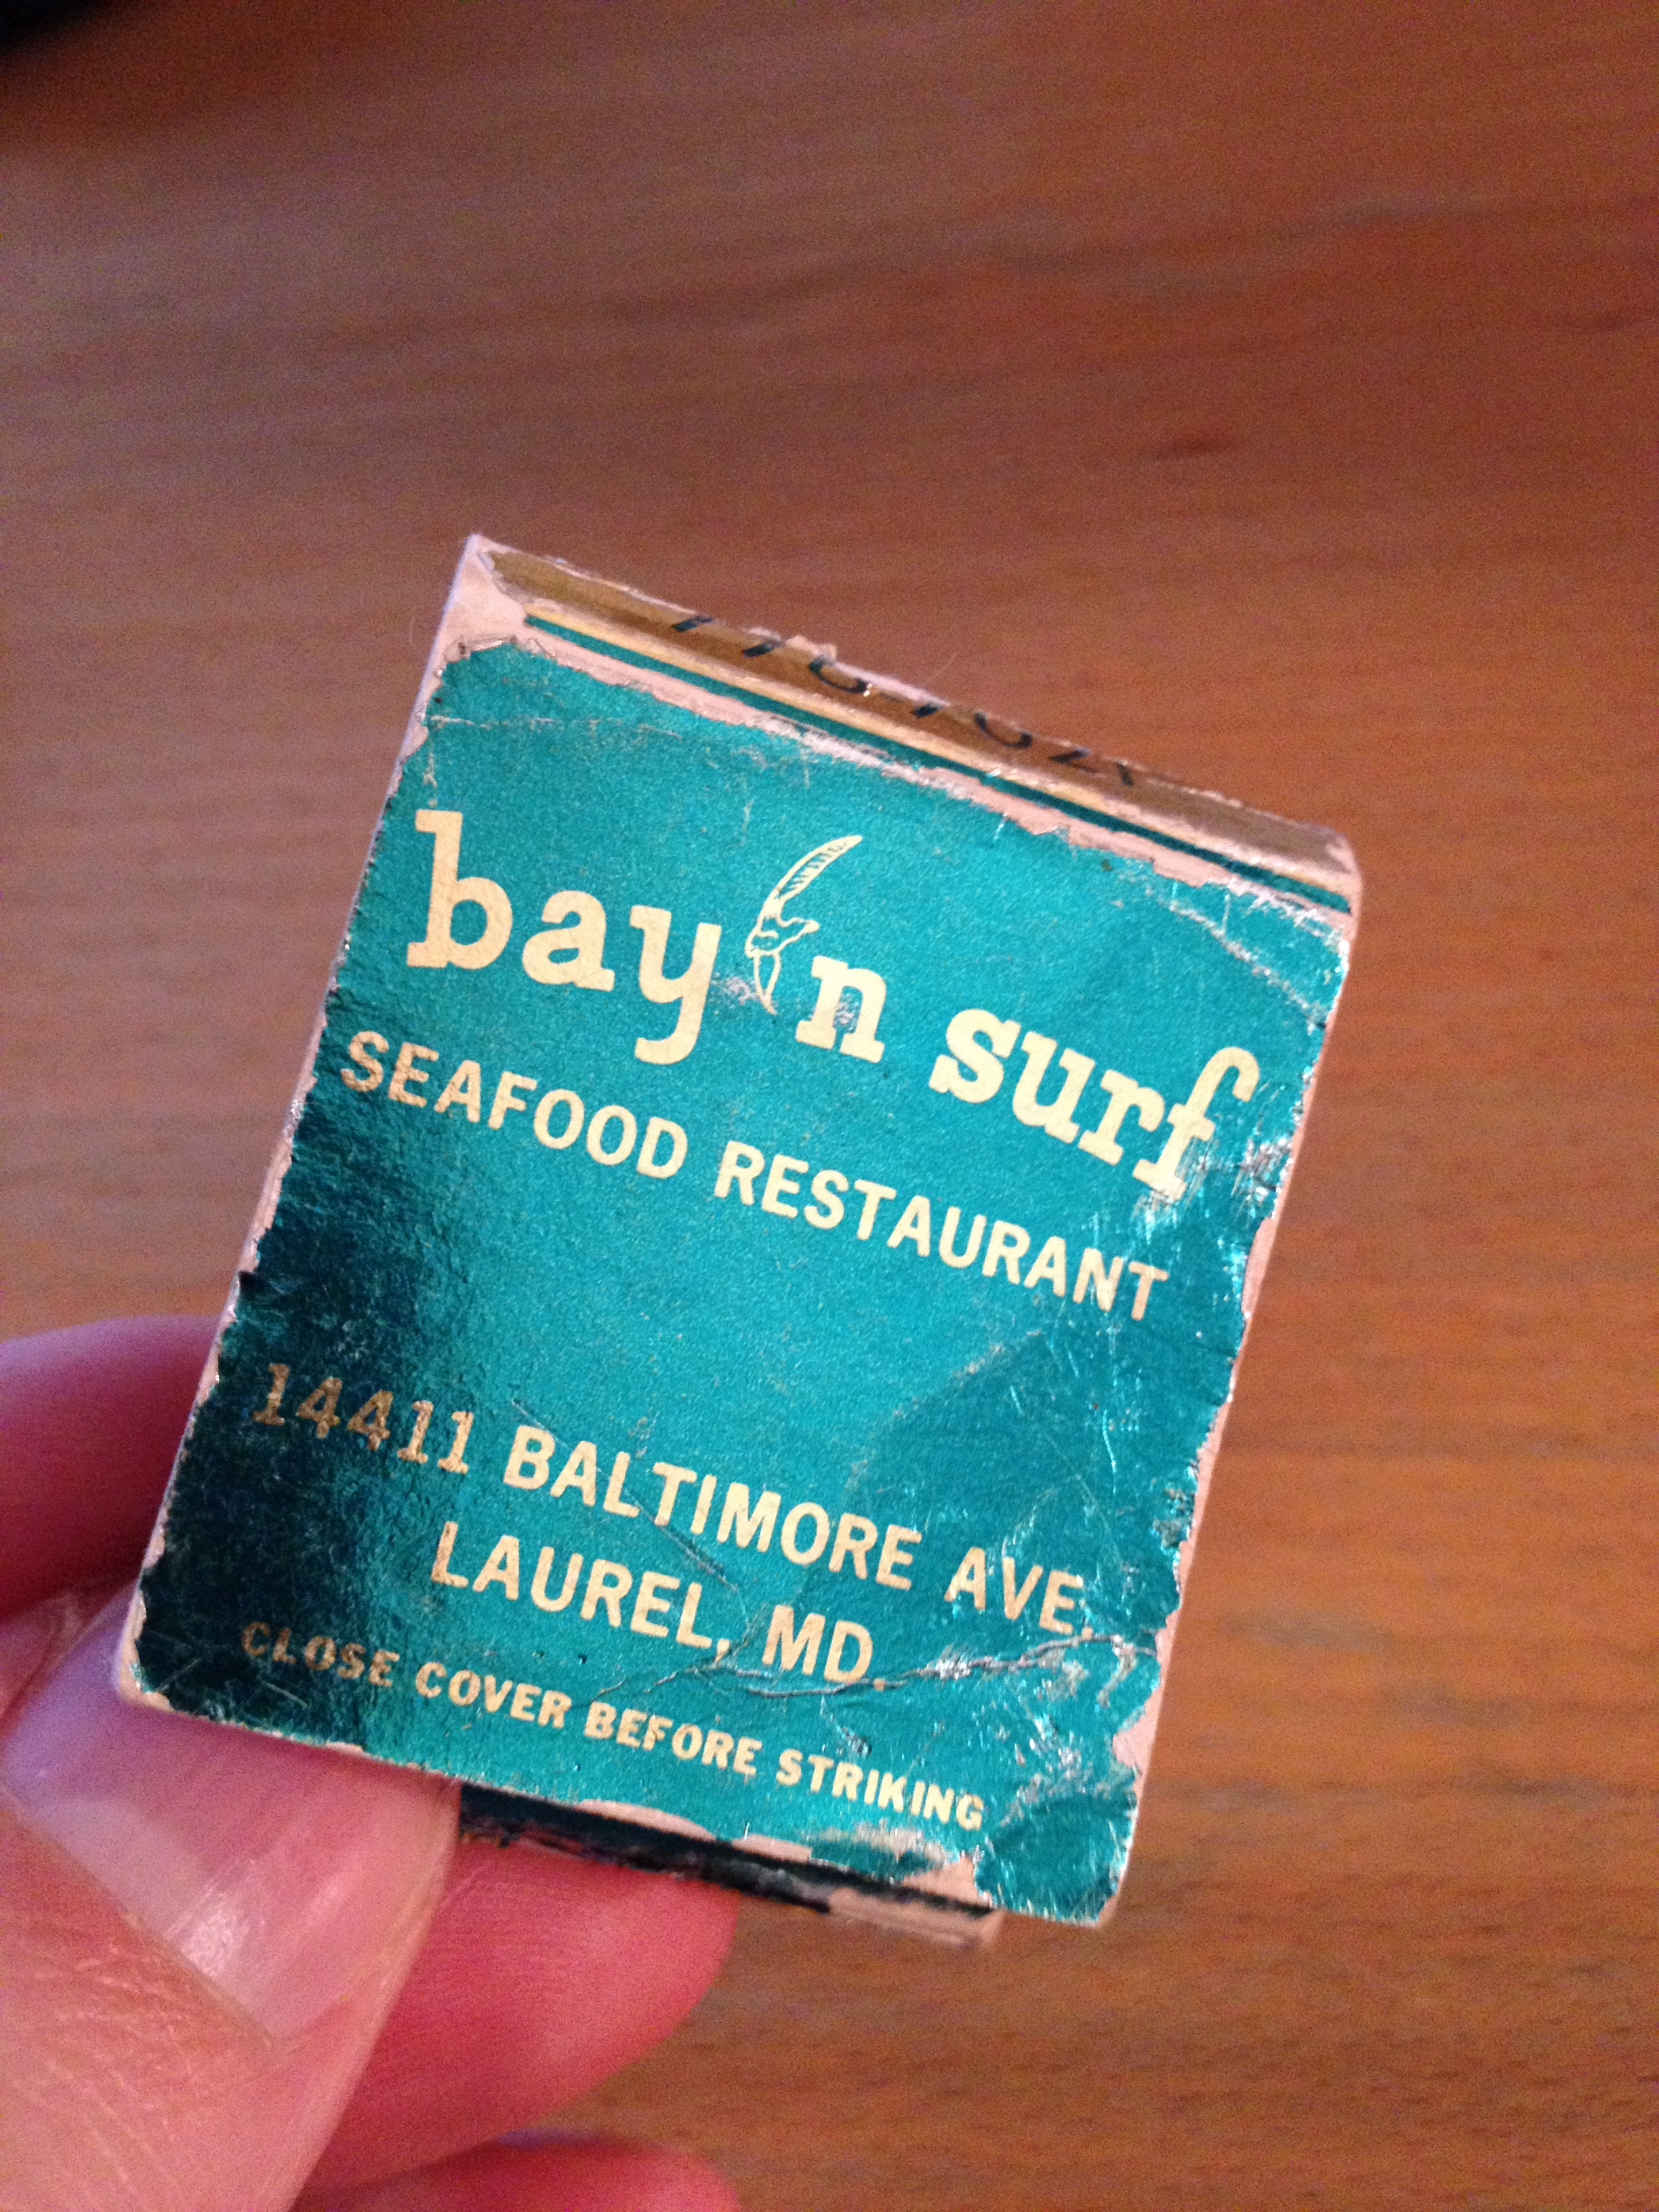 bay n surf
SEAFOOD RESTAURANT
14411 BALTIMORE AVE.
LAUREL, MD.
CLOSE COVER BEFORE STRIKING